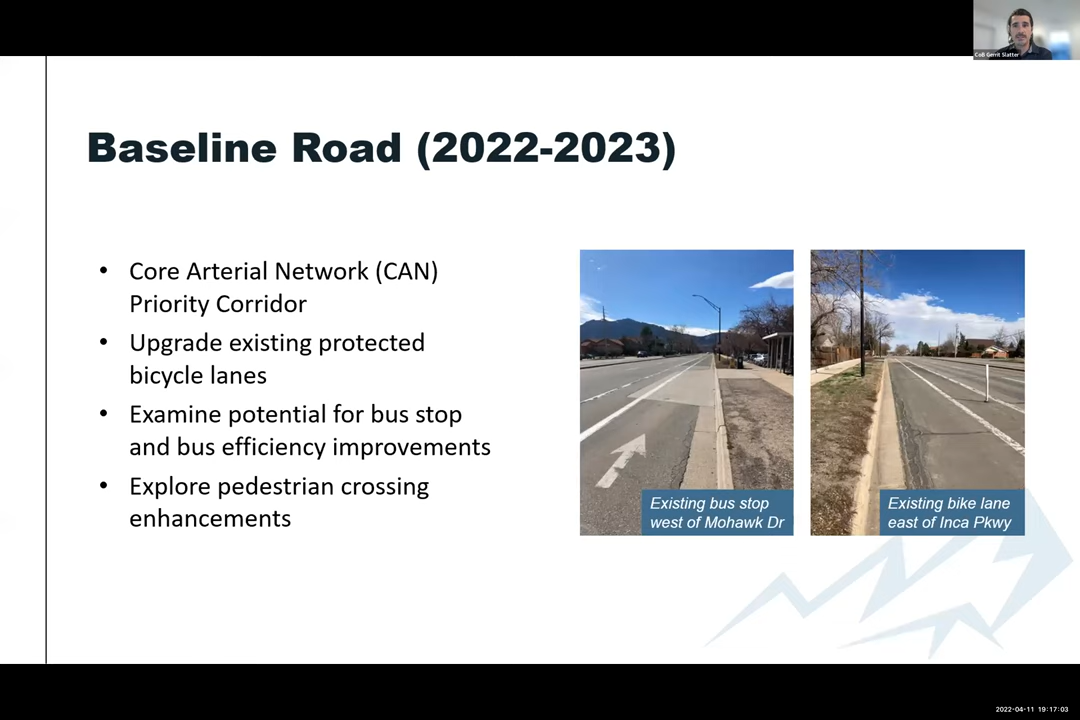 CoB Gerrit Slatter
Baseline Road (2022-2023)
• Core Arterial Network (CAN)
Priority Corridor
• Upgrade existing protected
bicycle lanes
• Examine potential for bus stop
and bus efficiency improvements
• Explore pedestrian crossing
enhancements
Existing bus stop
west of Mohawk Dr
Existing bike lane
east of Inca Pkwy
2022-04-11 19:17:03